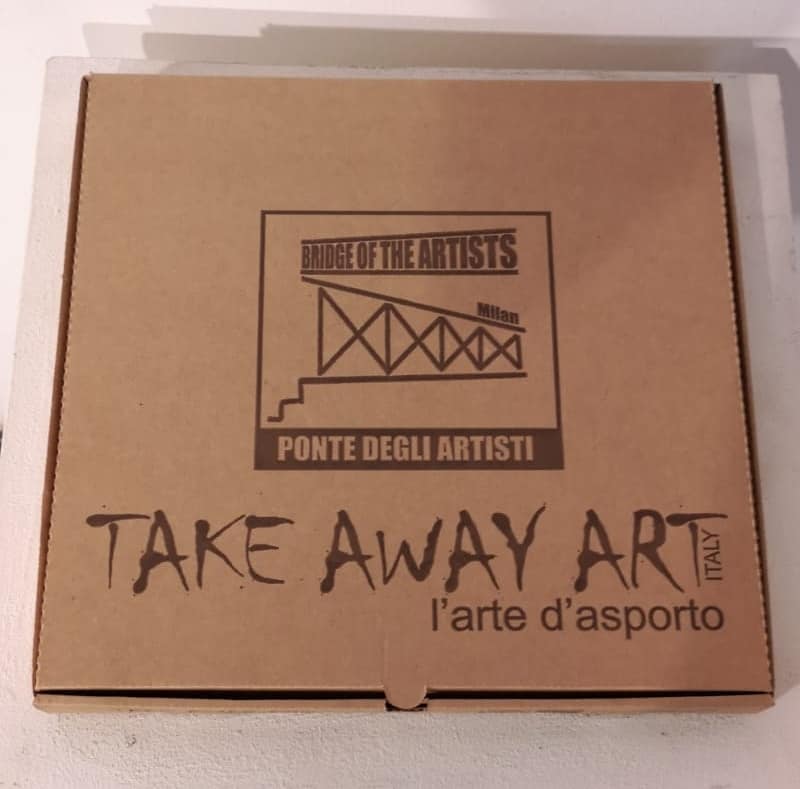 BRIDGE OF THE ARTISTS
Milan
PONTE DEGLI ARTISTI
TAKE AWAY ART
ITALY
l'arte d'asporto